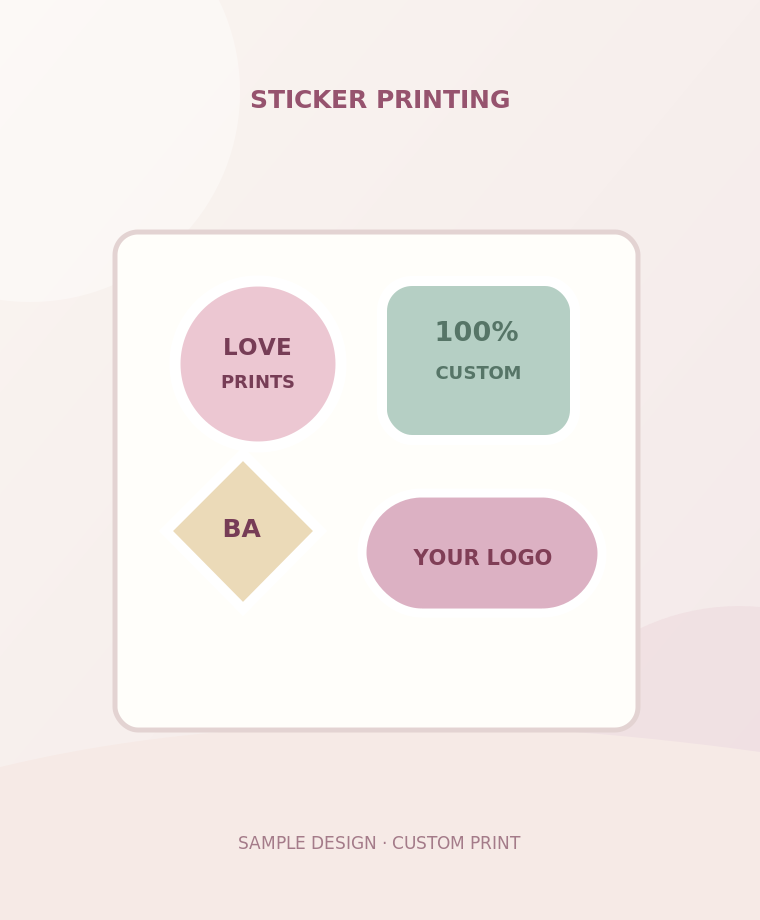 STICKER PRINTING
LOVE
PRINTS
100%
CUSTOM
BA
YOUR LOGO
SAMPLE DESIGN · CUSTOM PRINT